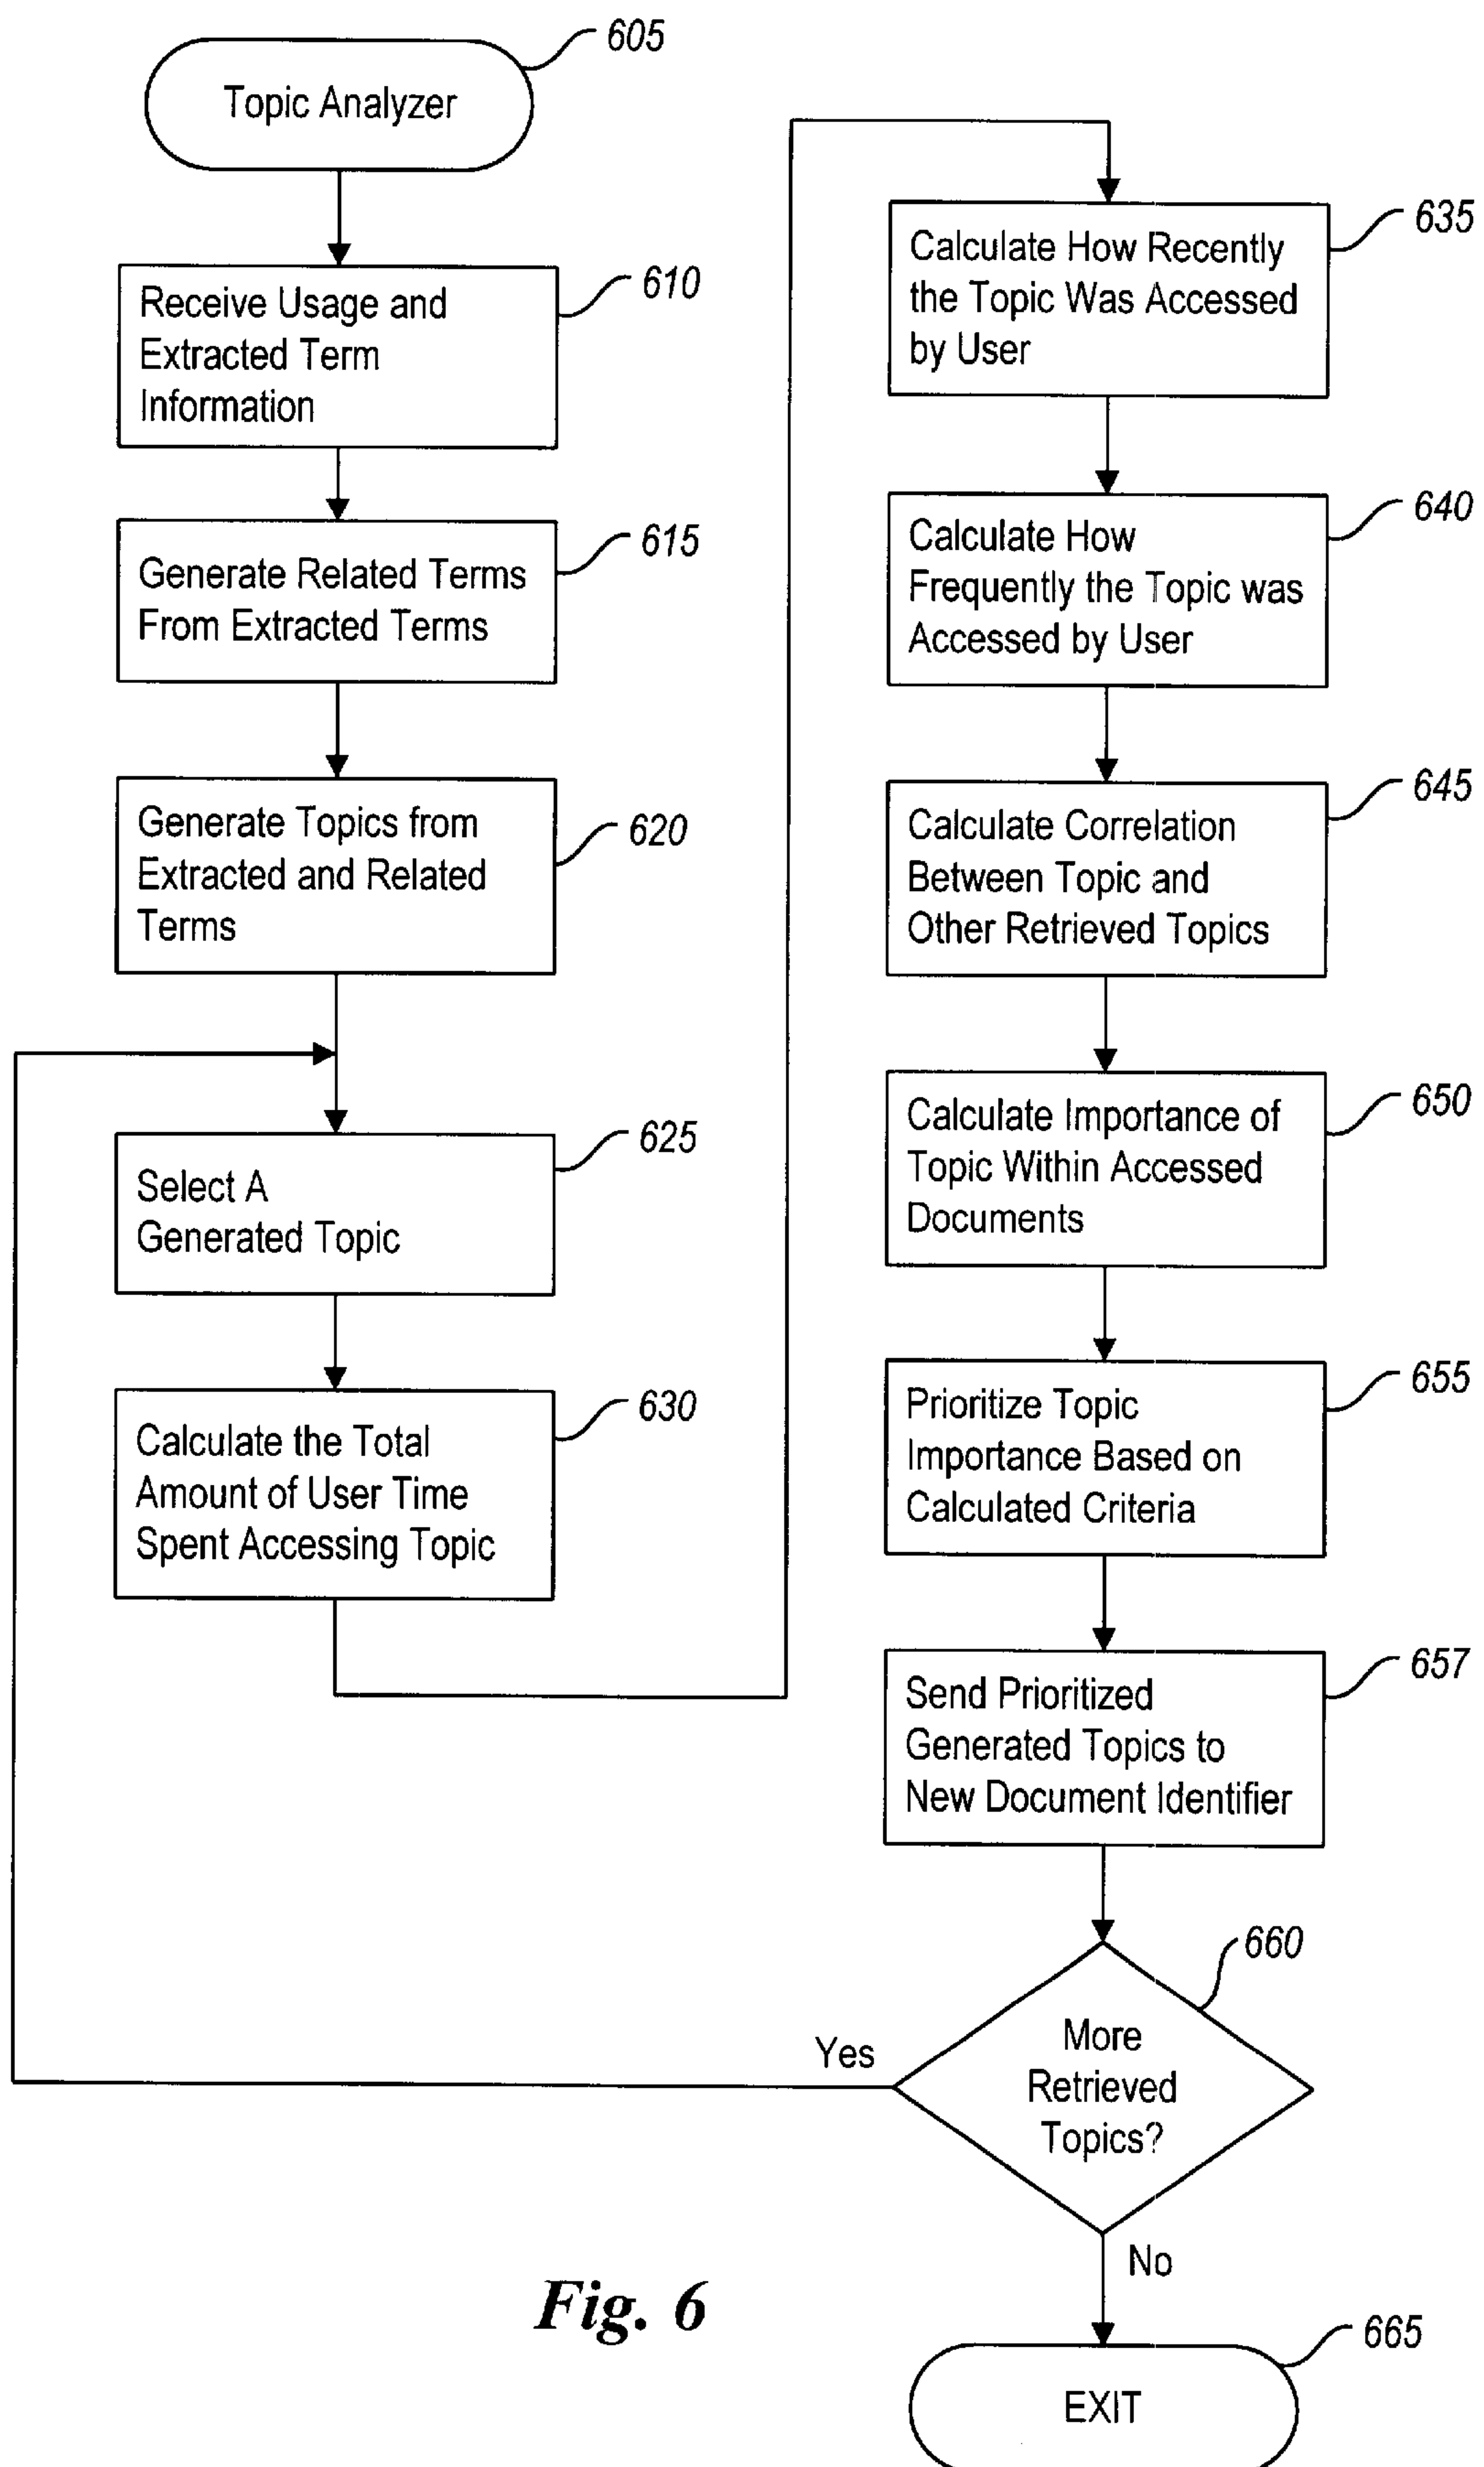 605
Topic Analyzer
610
Receive Usage and
Extracted Term
Information
615
Generate Related Terms
From Extracted Terms
620
Generate Topics from
Extracted and Related
Terms
625
Select A
Generated Topic
630
Calculate the Total
Amount of User Time
Spent Accessing Topic
635
Calculate How Recently
the Topic Was Accessed
by User
640
Calculate How
Frequently the Topic was
Accessed by User
645
Calculate Correlation
Between Topic and
Other Retrieved Topics
650
Calculate Importance of
Topic Within Accessed
Documents
655
Prioritize Topic
Importance Based on
Calculated Criteria
657
Send Prioritized
Generated Topics to
New Document Identifier
660
More
Retrieved
Topics?
Yes
No
665
EXIT
Fig. 6